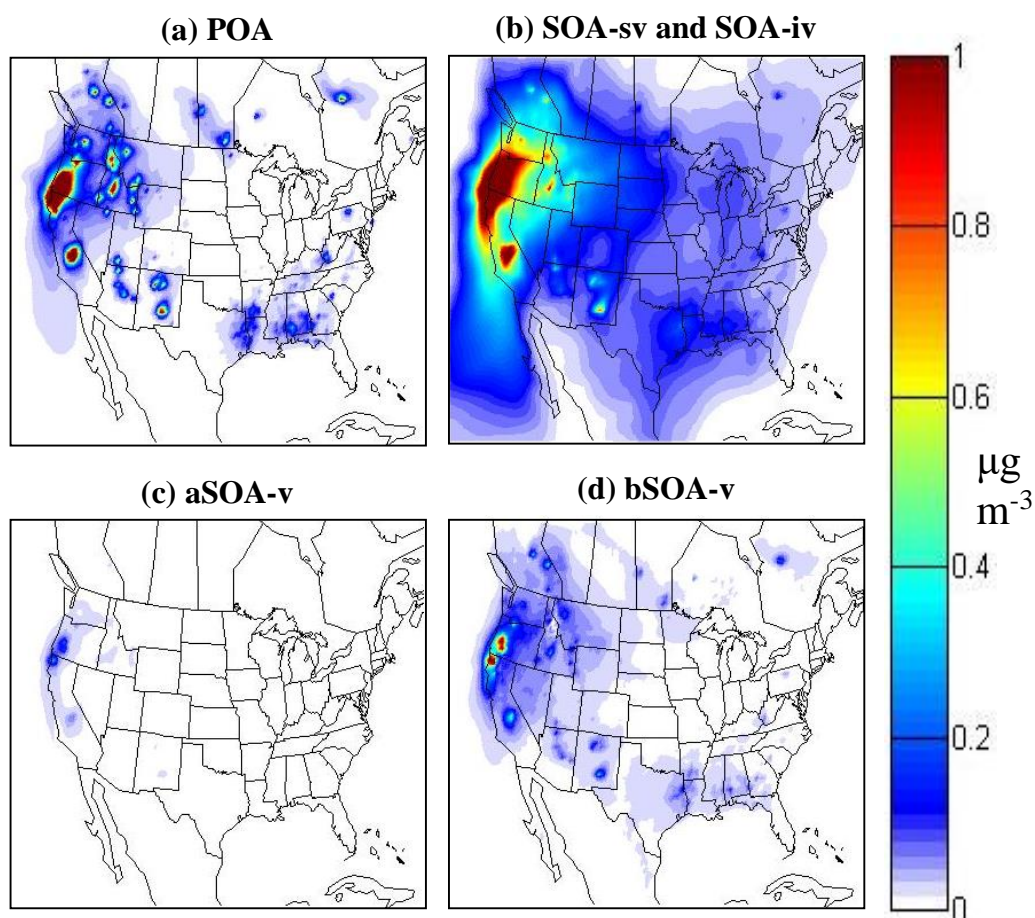 (a) POA
(b) SOA-sv and SOA-iv
(c) aSOA-v
(d) bSOA-v
1
0.8
0.6
0.4
0.2
0
μg
m-3